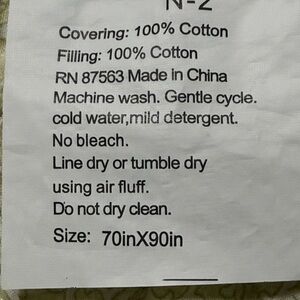 N-2
Covering: 100% Cotton
Filling: 100% Cotton
RN 87563 Made in China
Machine wash. Gentle cycle.
cold water,mild detergent.
No bleach.
Line dry or tumble dry
using air fluff.
Do not dry clean.
Size: 70inX90in